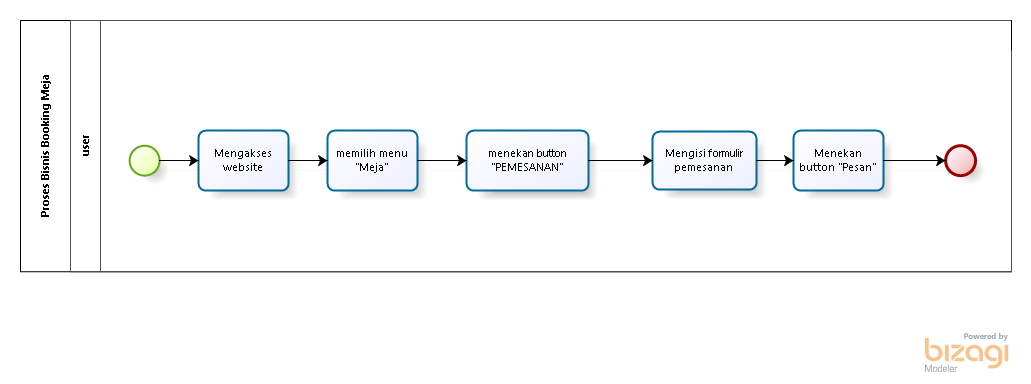 Proses Bisnis Booking Meja
user
Mengakses
website
memilih menu
"Meja"
menekan button
"PEMESANAN"
Mengisi formulir
pemesanan
Menekan
button "Pesan"
Powered by
bizagi
Modeler